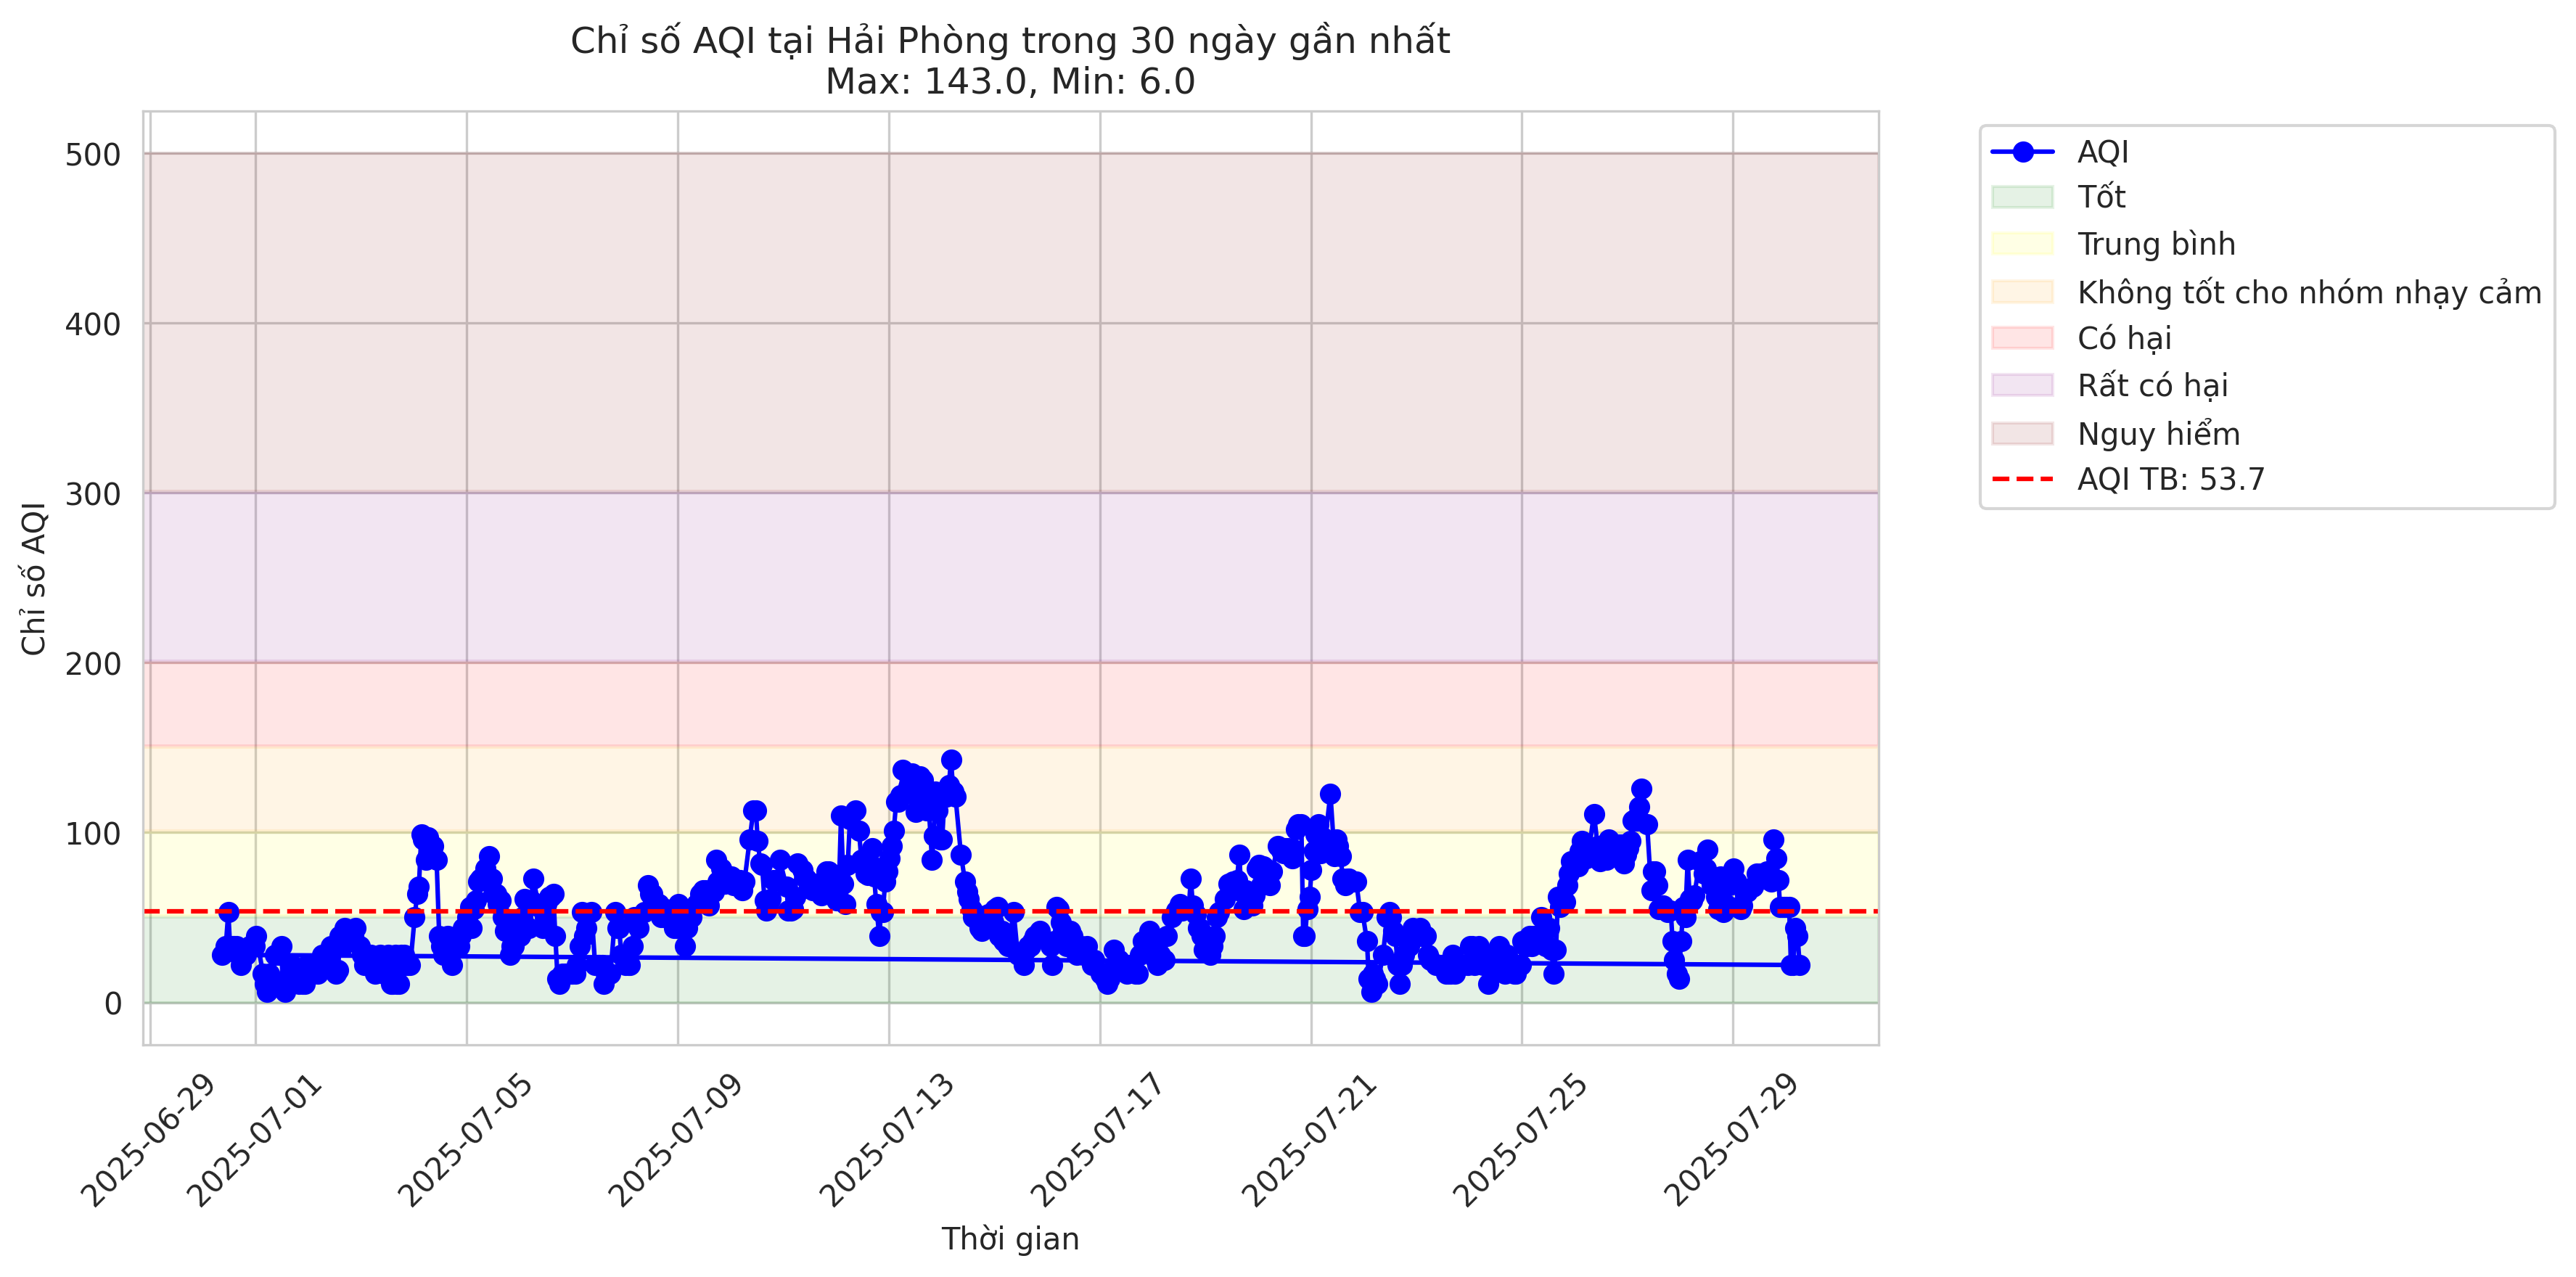 Chỉ số AQI tại Hải Phòng trong 30 ngày gần nhất
Max: 143.0, Min: 6.0
Chỉ số AQI
500
400
300
200
100
0
2025-06-29
2025-07-01
2025-07-05
2025-07-09
2025-07-13
2025-07-17
2025-07-21
2025-07-25
2025-07-29
Thời gian
AQI
Tốt
Trung bình
Không tốt cho nhóm nhạy cảm
Có hại
Rất có hại
Nguy hiểm
AQI TB: 53.7